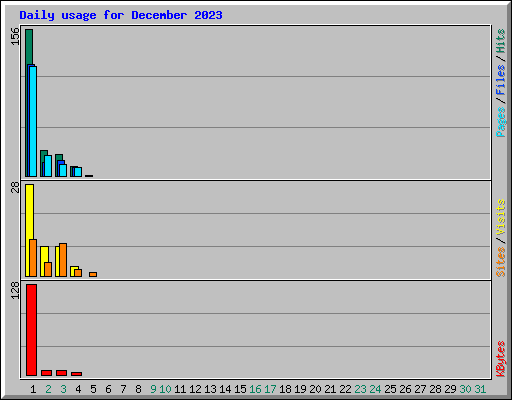 Daily usage for December 2023
156
28
128
Pages/Files/Hits
Sites/Visits
KBytes
1 2 3 4 5 6 7 8 9 10 11 12 13 14 15 16 17 18 19 20 21 22 23 24 25 26 27 28 29 30 31